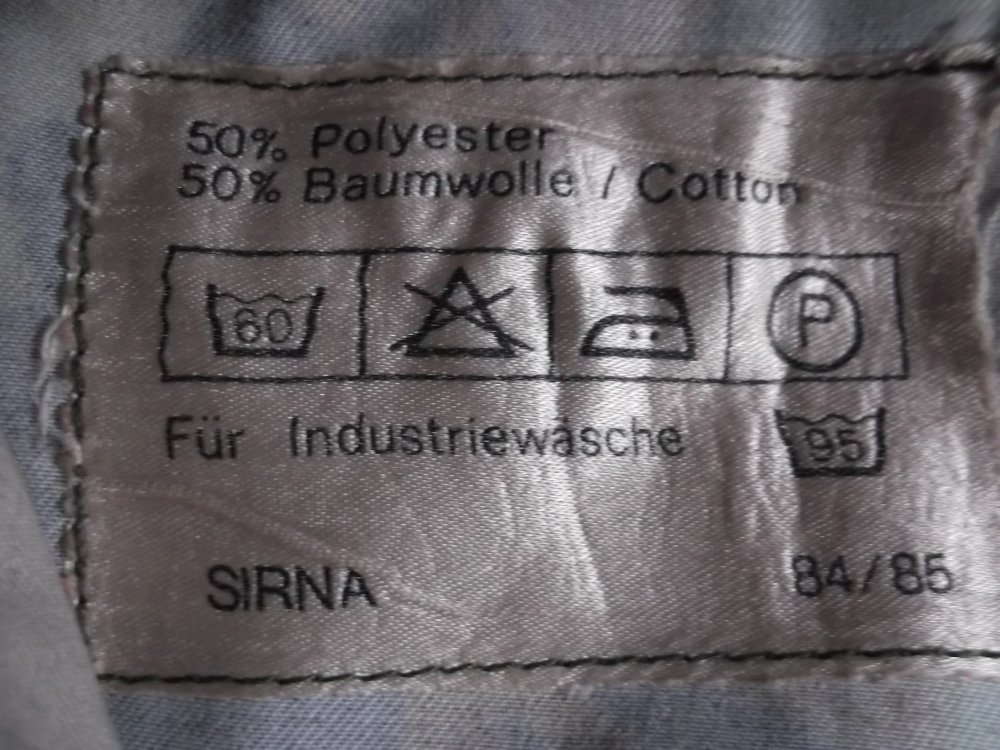 50% Polyester
50% Baumwolle / Cotton
60 P
Für Industriewäsche 95
SIRNA 84/85